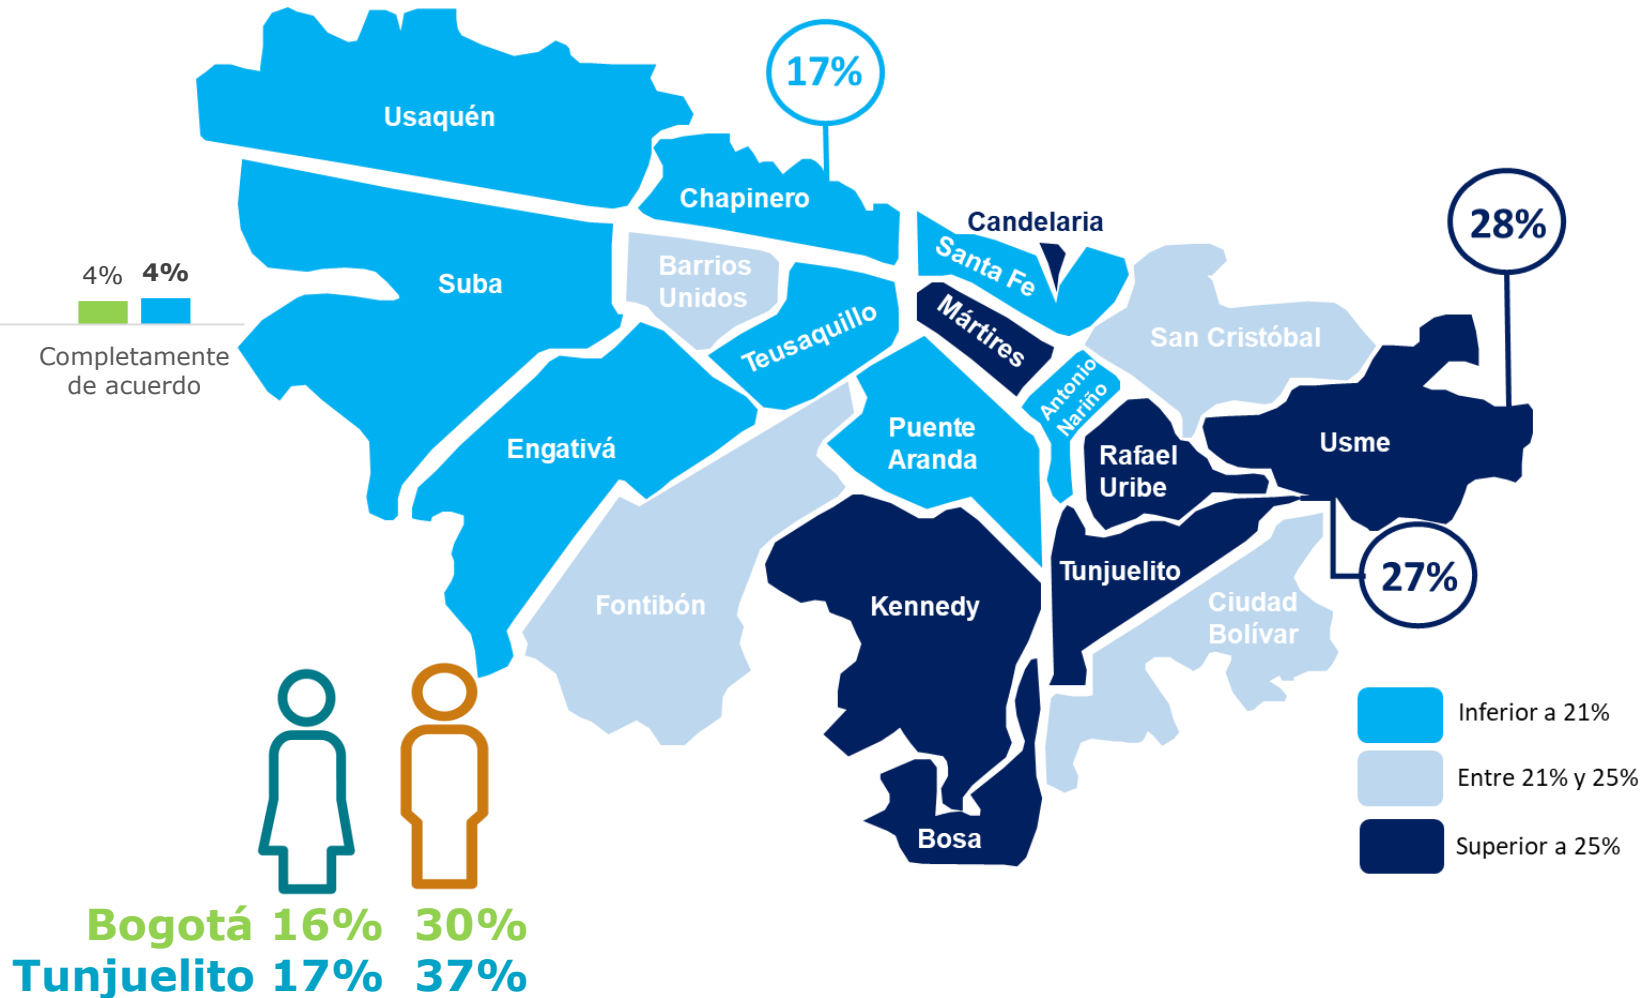 17%
Usaquén
28%
Chapinero
Candelaria
Santa Fe
4% 4%
Suba
Barrios
Unidos
Completamente
de acuerdo
Teusaquillo
Mártires
San Cristóbal
Antonio
Nariño
Engativá
Puente
Aranda
Rafael
Uribe
Usme
Fontibón
Kennedy
Tunjuelito
27%
Ciudad
Bolívar
Bosa
Inferior a 21%
Entre 21% y 25%
Superior a 25%
Bogotá 16% 30%
Tunjuelito 17% 37%